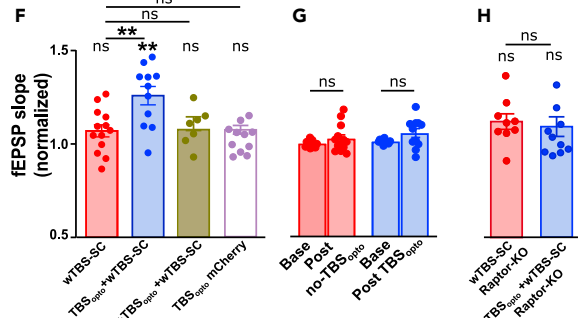 F
G
H
ns
ns
**
ns
**
ns
ns
ns
ns
ns
ns
ns
1.5
1.0
0.5
fEPSP slope
(normalized)
wTBS-SC
TBSopto+wTBS-SC
+wTBS-SC
TBSopto mCherry
Base
Post
no-TBSopto
Base
Post TBSopto
wTBS-SC
Raptor-KO
TBSopto+wTBS-SC
Raptor-KO